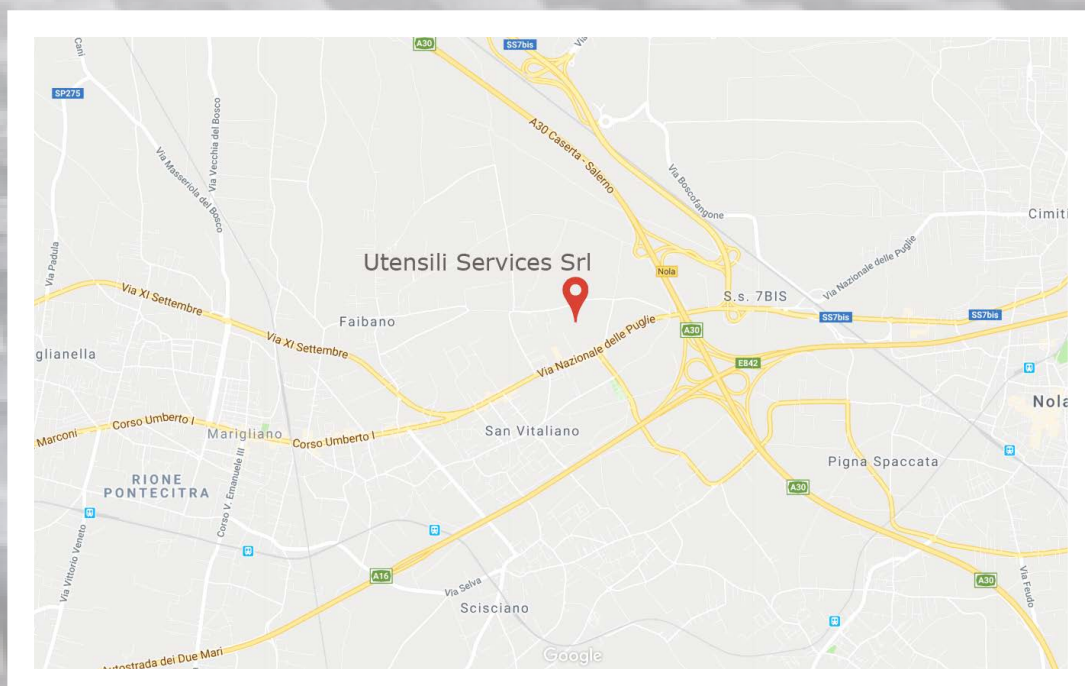 Cani
A30
SS7bis
SP275
Via Vecchia del Bosco
A30 Caserta - Salerno
Via Masseriola del Bosco
Via Boscofangone
Cimiti
Via Padula
Via Nazionale delle Puglie
Utensili Services Srl
Nola
S.s. 7BIS
Via XI Settembre
Faibano
SS7bis
SS7bis
A30
Via XI Settembre
Via Nazionale delle Puglie
glianella
E842
Nola
Corso Umberto I
Marconi
Marigliano
Corso Umberto I
San Vitaliano
Pigna Spaccata
RIONE
PONTECITRA
Corso V. Emanuele III
A30
Via Vittorio Veneto
A16
Via Selva
A30
Via Feudo
Scisciano
Autostrada dei Due Mari
Google